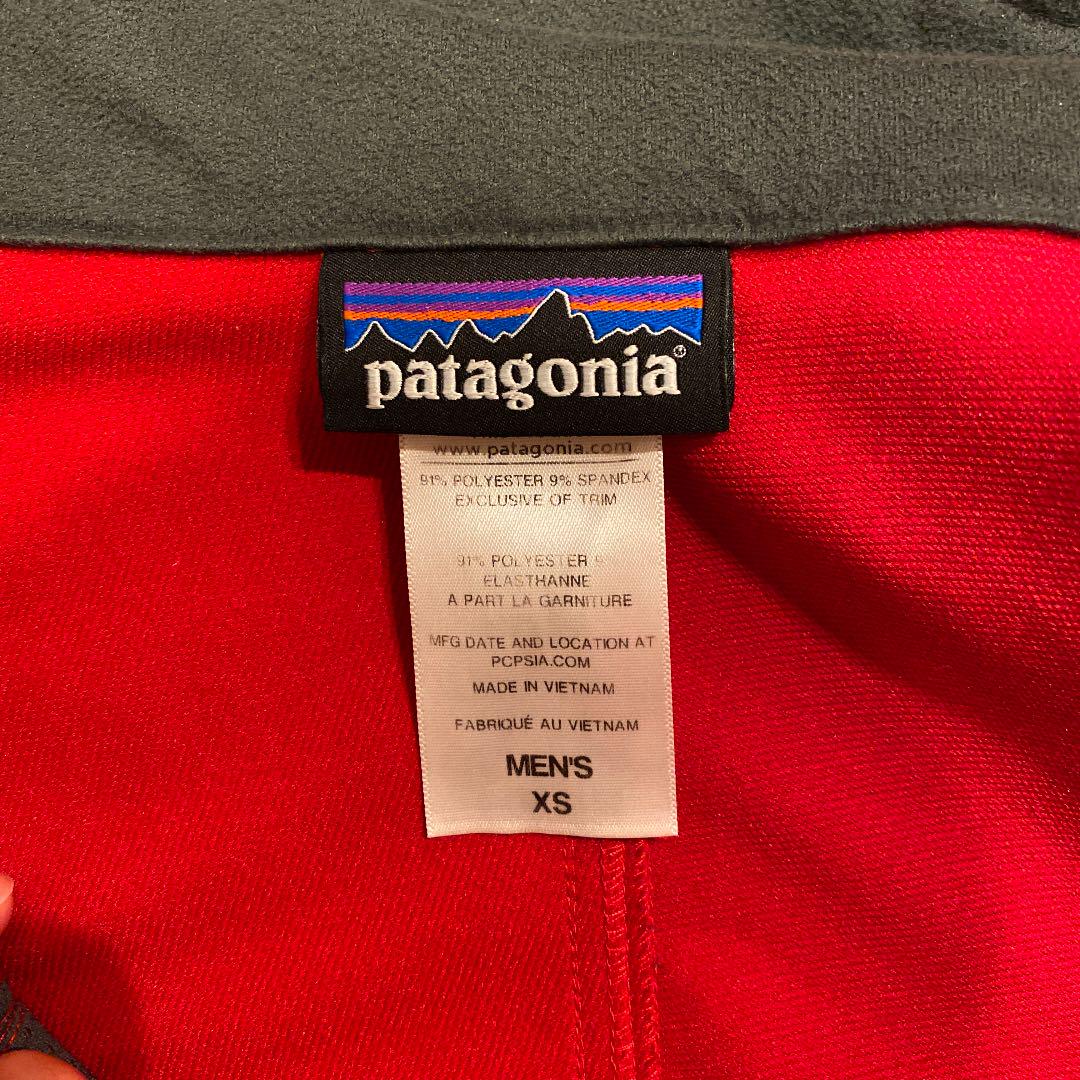 patagonia®
www.patagonia.com
91% POLYESTER 9% SPANDEX
EXCLUSIVE OF TRIM
91% POLYESTER
ELASTHANNE
A PART LA GARNITURE
MFG DATE AND LOCATION AT
PCPSIA.COM
MADE IN VIETNAM
FABRIQUÉ AU VIETNAM
MEN'S
XS